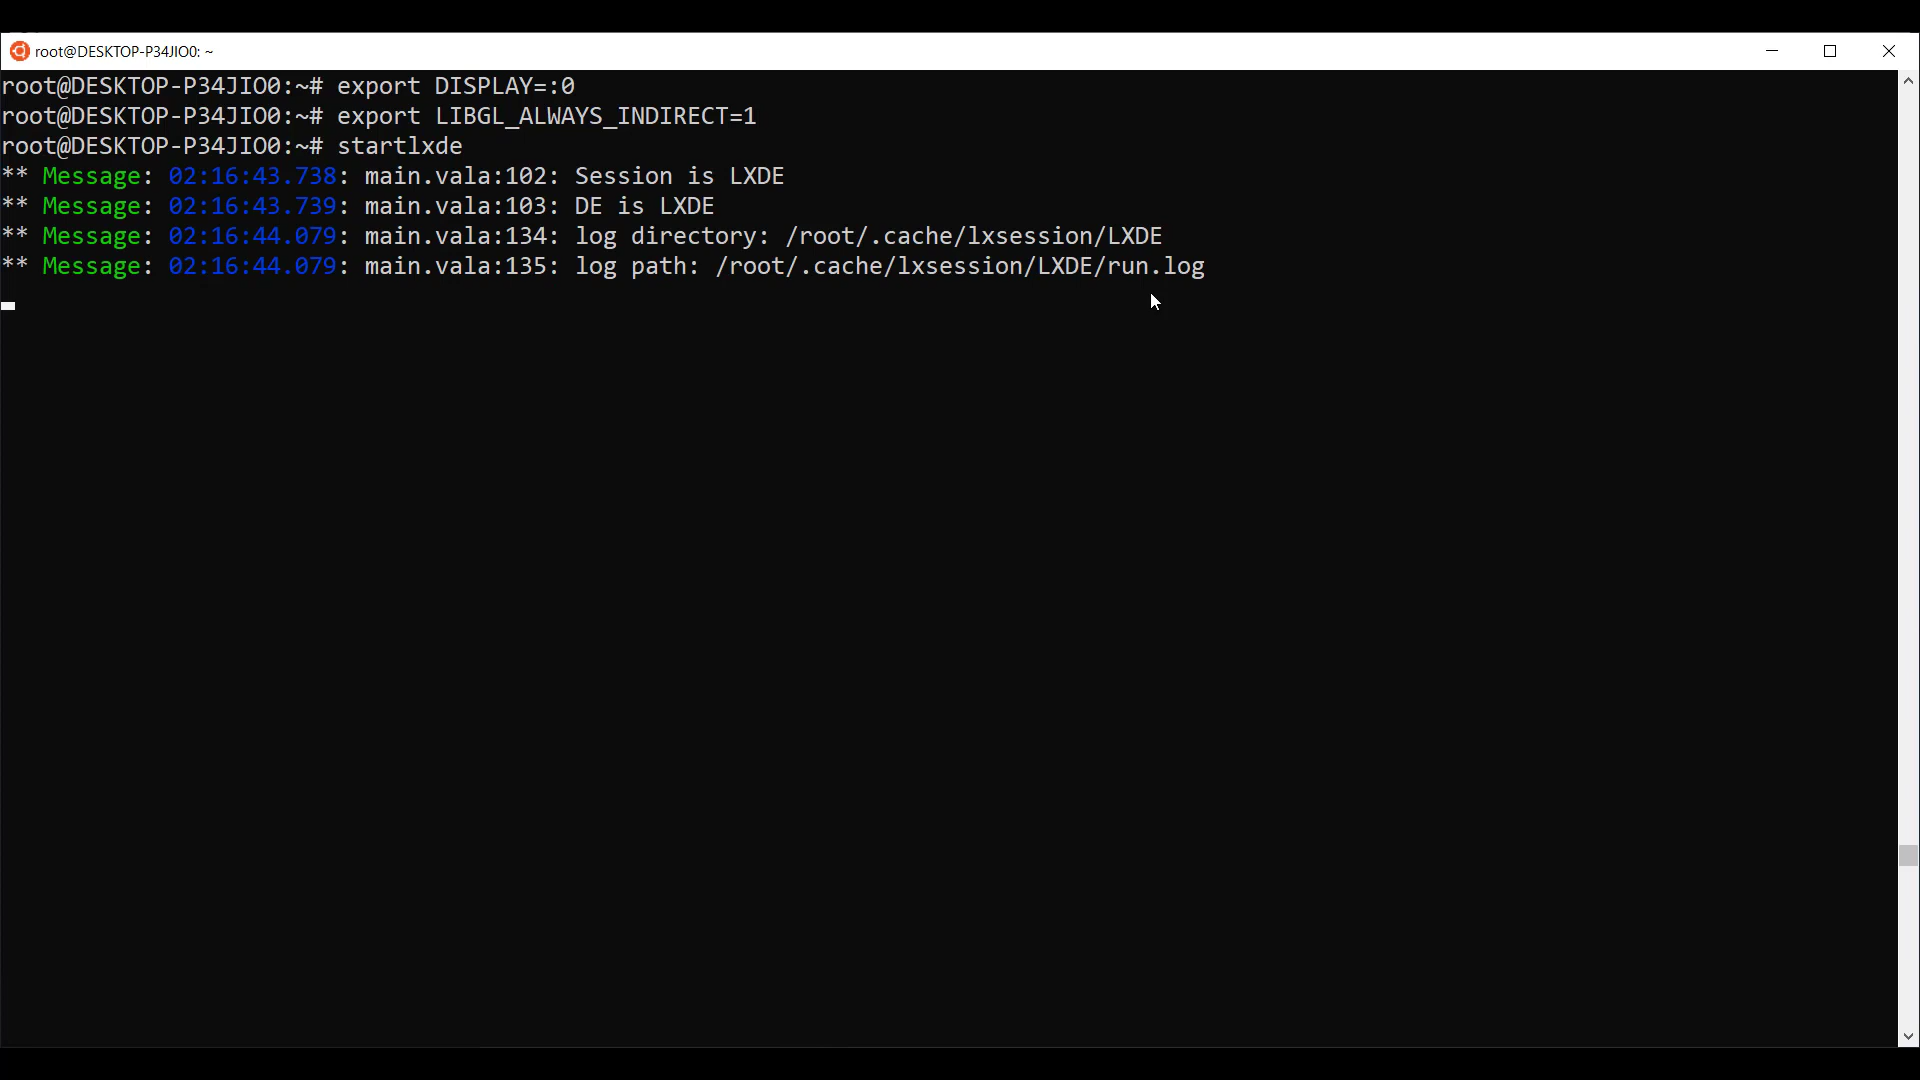 root@DESKTOP-P34JIO0: ~
root@DESKTOP-P34JIO0:~# export DISPLAY=:0
root@DESKTOP-P34JIO0:~# export LIBGL_ALWAYS_INDIRECT=1
root@DESKTOP-P34JIO0:~# startlxde
** Message: 02:16:43.738: main.vala:102: Session is LXDE
** Message: 02:16:43.739: main.vala:103: DE is LXDE
** Message: 02:16:44.079: main.vala:134: log directory: /root/.cache/lxsession/LXDE
** Message: 02:16:44.079: main.vala:135: log path: /root/.cache/lxsession/LXDE/run.log